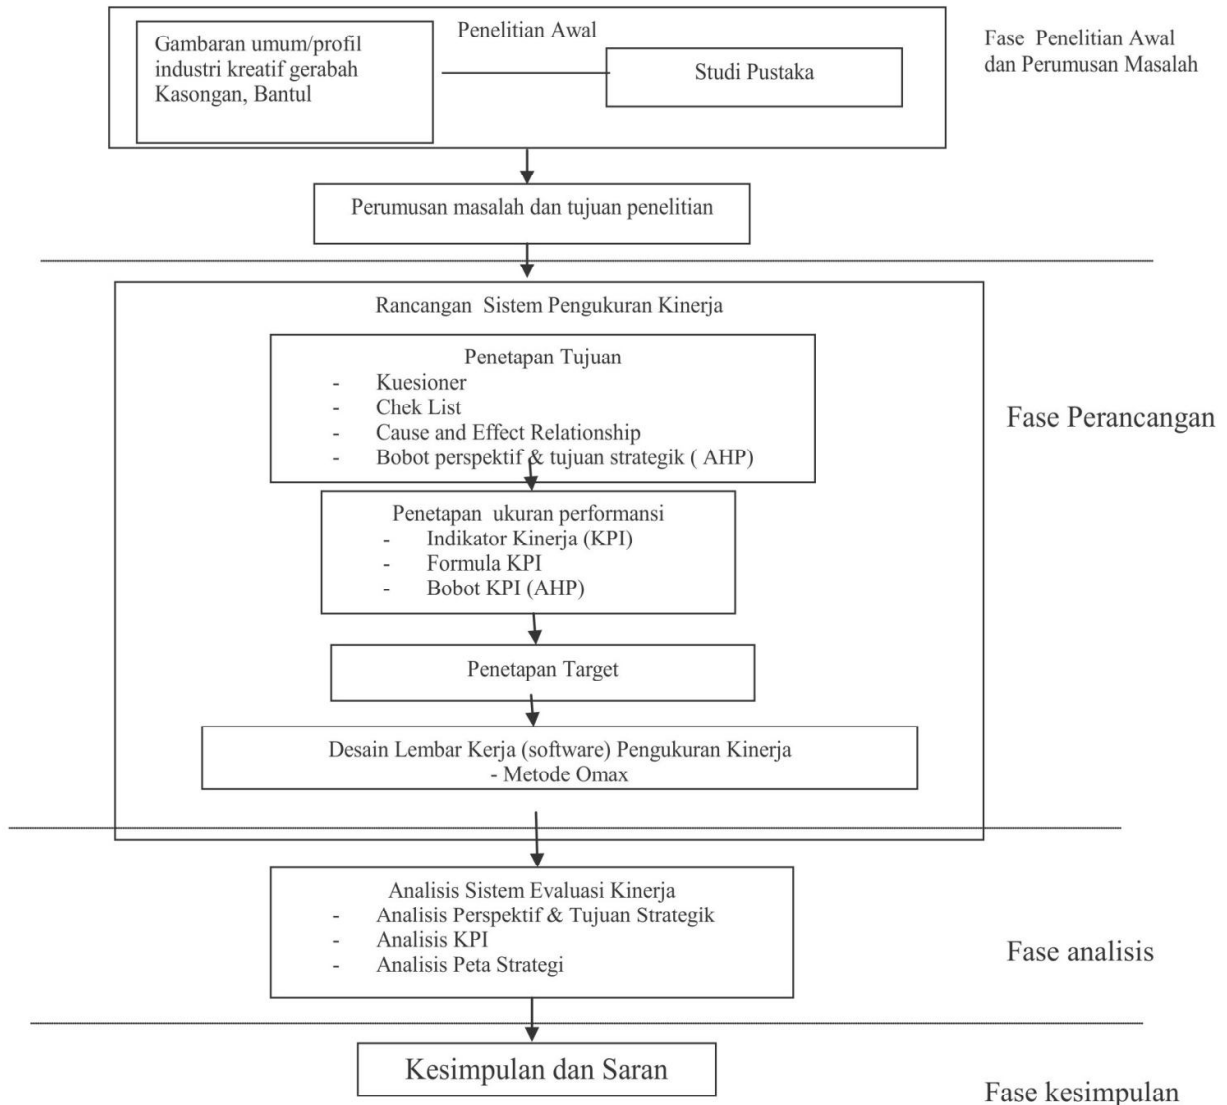 Penelitian Awal
Gambaran umum/profil
industri kreatif gerabah
Kasongan, Bantul
Studi Pustaka
Fase Penelitian Awal
dan Perumusan Masalah
Perumusan masalah dan tujuan penelitian
Rancangan Sistem Pengukuran Kinerja
Penetapan Tujuan
- Kuesioner
- Chek List
- Cause and Effect Relationship
- Bobot perspektif & tujuan strategik ( AHP)
Fase Perancangan
Penetapan ukuran performansi
- Indikator Kinerja (KPI)
- Formula KPI
- Bobot KPI (AHP)
Penetapan Target
Desain Lembar Kerja (software) Pengukuran Kinerja
- Metode Omax
Analisis Sistem Evaluasi Kinerja
- Analisis Perspektif & Tujuan Strategik
- Analisis KPI
- Analisis Peta Strategi
Fase analisis
Kesimpulan dan Saran
Fase kesimpulan